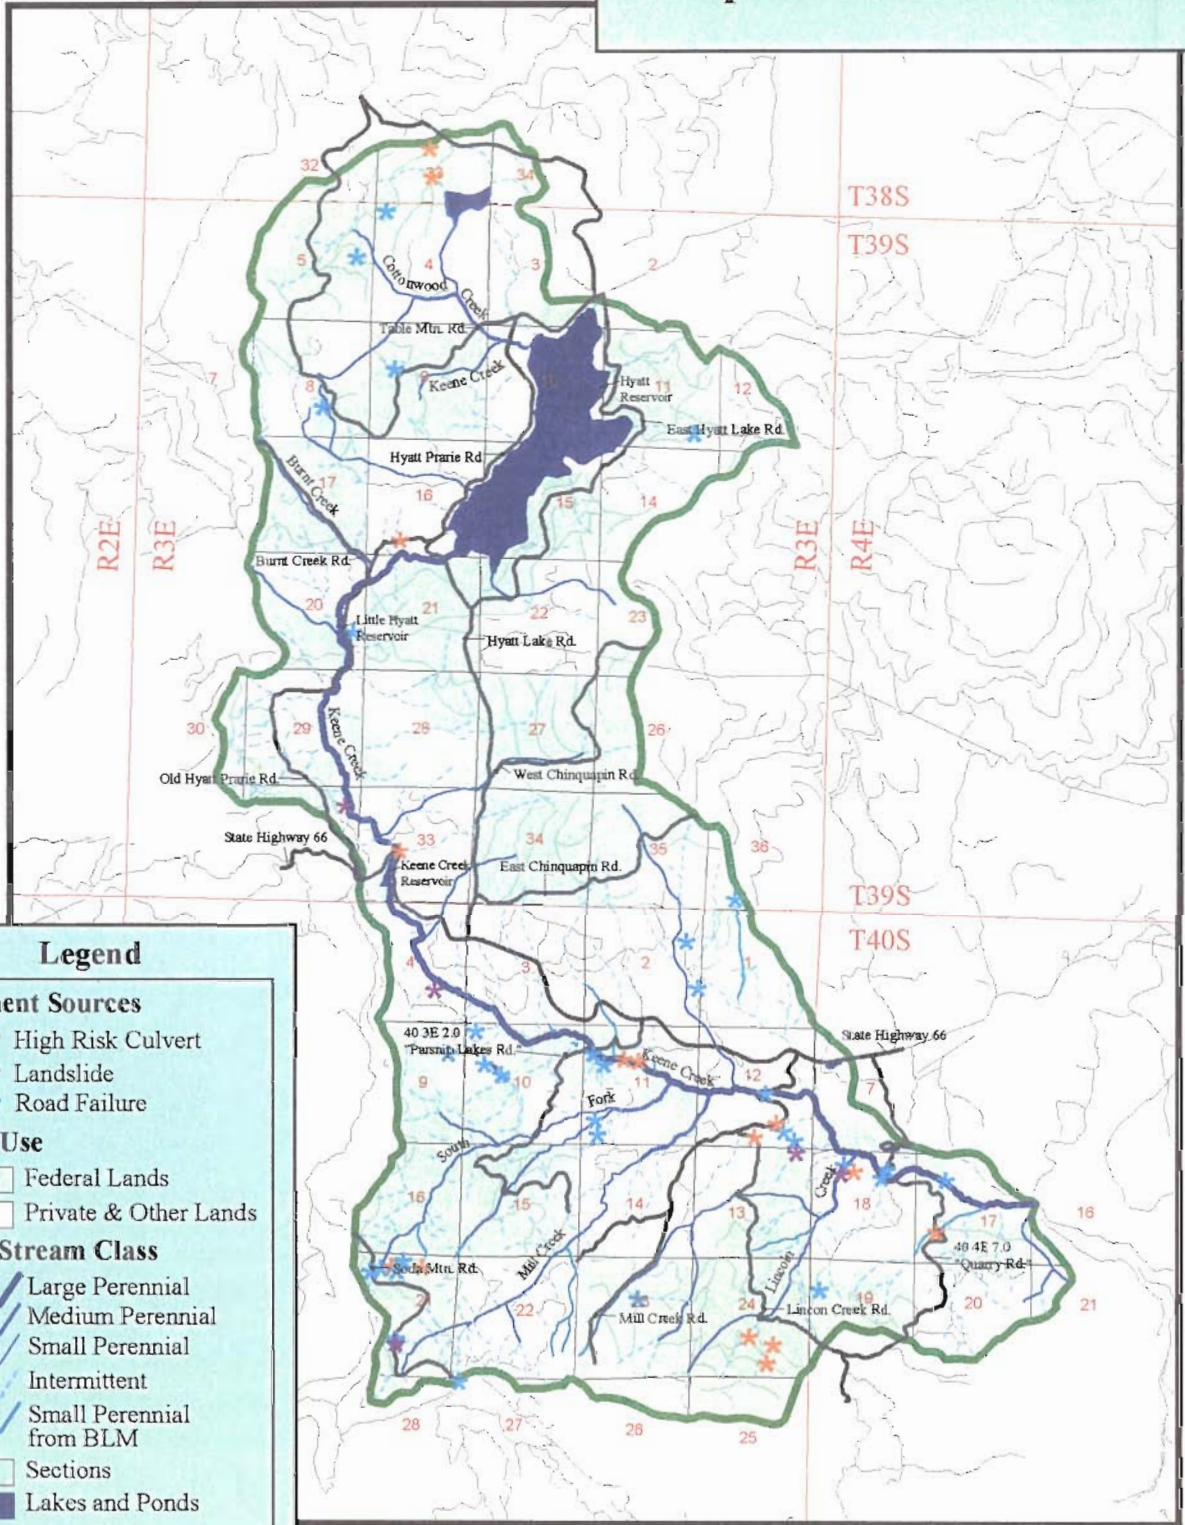 32
33
34
T38S
T39S
5
4
3
2
Cottonwood
Creek
Table Mtn. Rd.
7
8
9
Keene Creek
10
Hyatt
Reservoir
11
12
East Hyatt Lake Rd.
Hyatt Prarie Rd
Burnt Creek
17
16
15
14
R2E
R3E
R3E
R4E
Burnt Creek Rd.
20
21
22
23
Little Hyatt
Reservoir
Hyatt Lake Rd.
30
29
Keene Creek
28
27
26
Old Hyatt Prarie Rd.
West Chinquapin Rd.
State Highway 66
33
34
35
36
Keene Creek
Reservoir
East Chinquapin Rd.
T39S
T40S
4
3
2
1
40 3E 2.0
"Parsnip Lakes Rd."
State Highway 66
9
10
11
Keene Creek
12
7
Fork
South
Creek
16
15
14
13
18
17
16
Mill Creek
Lincoln
40 4E 7.0
"Quarry Rd."
Soda Mtn. Rd.
22
Mill Creek Rd.
24
Lincon Creek Rd.
19
20
21
28
27
26
25
Legend
ent Sources
High Risk Culvert
Landslide
Road Failure
Use
Federal Lands
Private & Other Lands
Stream Class
Large Perennial
Medium Perennial
Small Perennial
Intermittent
Small Perennial
from BLM
Sections
Lakes and Ponds